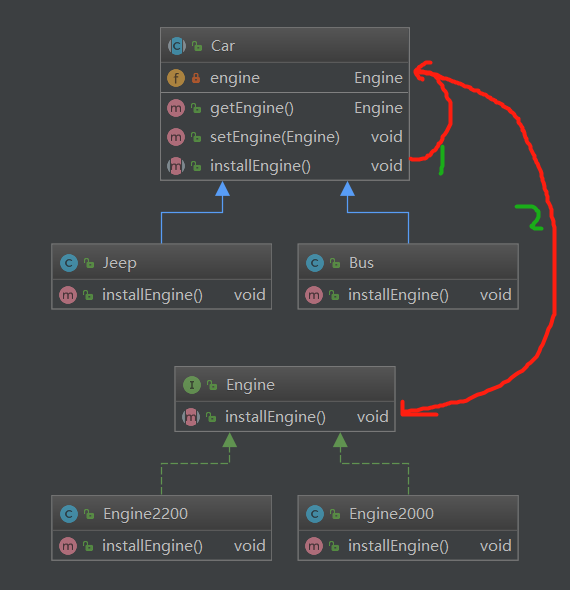 C Car
f engine Engine
m getEngine() Engine
m setEngine(Engine) void
m installEngine() void
1
2
C Jeep
m installEngine() void
C Bus
m installEngine() void
I Engine
m installEngine() void
C Engine2200
m installEngine() void
C Engine2000
m installEngine() void